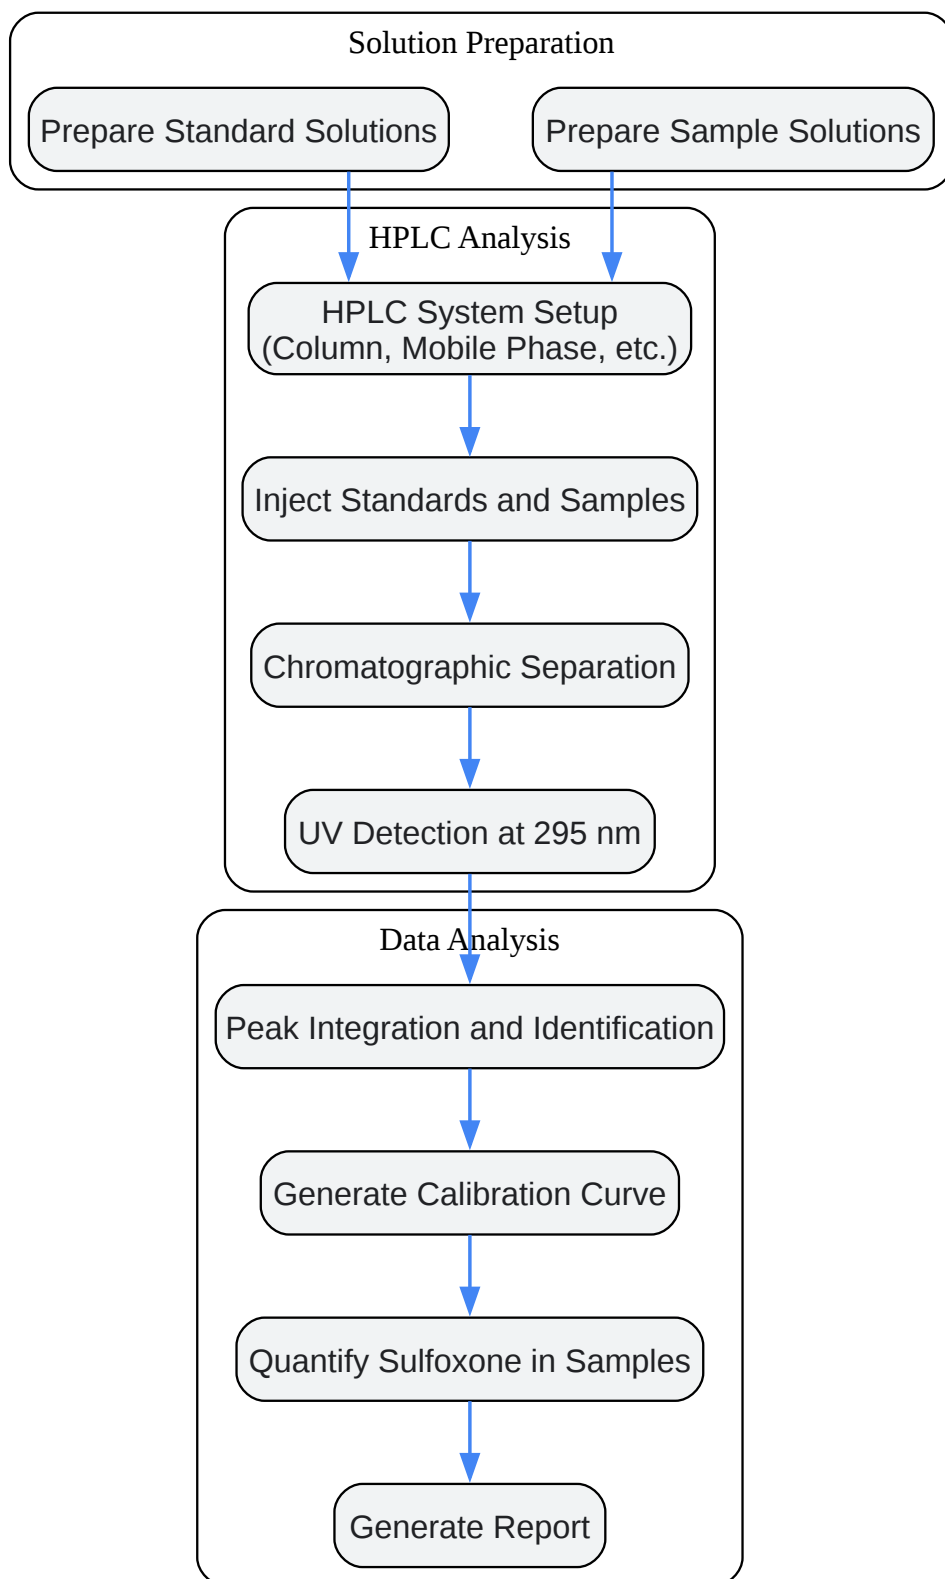 Solution Preparation
Prepare Standard Solutions
Prepare Sample Solutions
HPLC Analysis
HPLC System Setup
(Column, Mobile Phase, etc.)
Inject Standards and Samples
Chromatographic Separation
UV Detection at 295 nm
Data Analysis
Peak Integration and Identification
Generate Calibration Curve
Quantify Sulfoxone in Samples
Generate Report